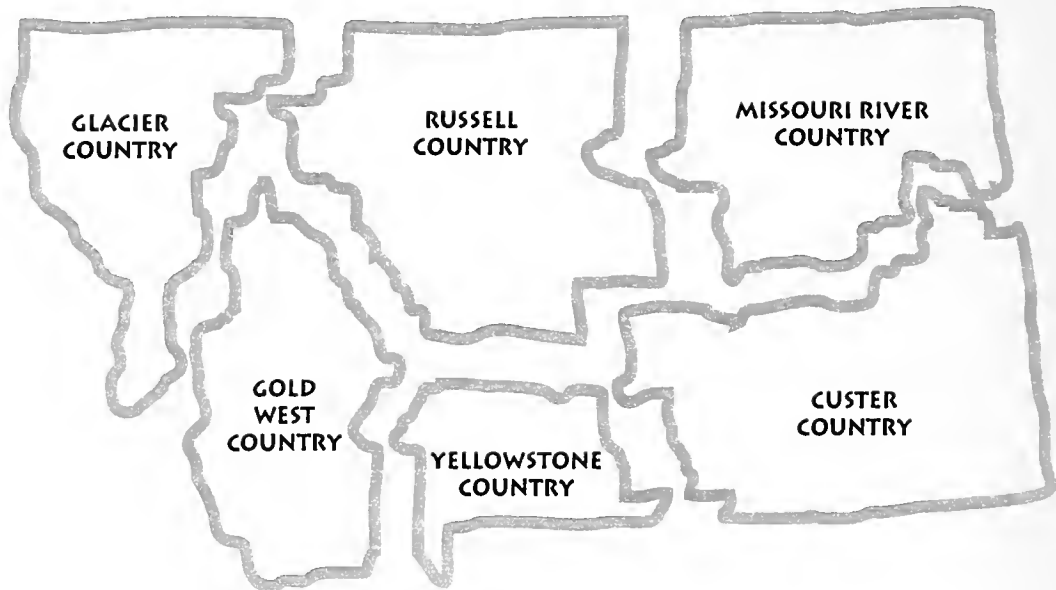 GLACIER
COUNTRY
RUSSELL
COUNTRY
MISSOURI RIVER
COUNTRY
GOLD
WEST
COUNTRY
YELLOWSTONE
COUNTRY
CUSTER
COUNTRY